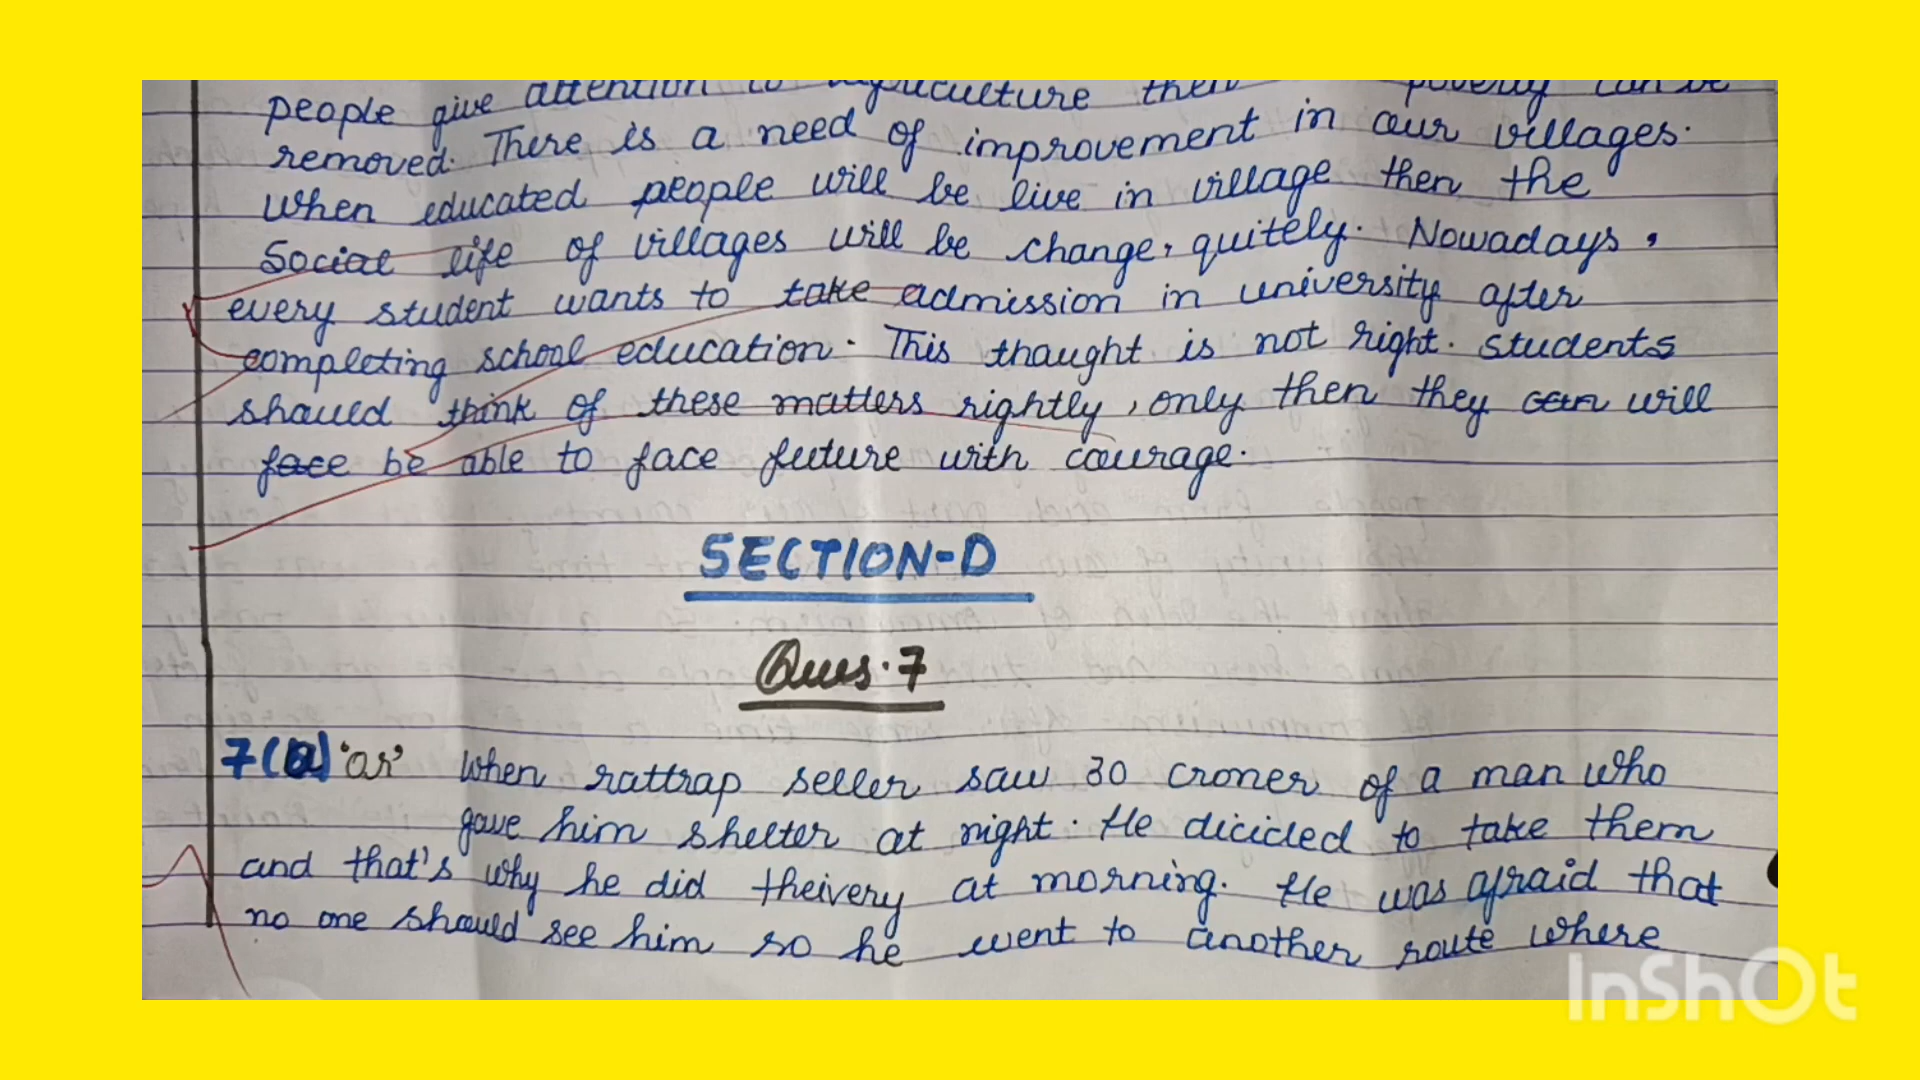 people give attention to agriculture then poverty can be
removed. There is a need of improvement in our villages.
When educated people will be live in village then the
Social life of villages will be change, quitely. Nowadays,
every student wants to take admission in university after
completing school education. This thought is not right. students
should think of these matters rightly, only then they can will
face be able to face future with courage.
SECTION-D
Ques.7
7(a) 'or' When rattrap seller saw 30 croner of a man who
gave him shelter at night. He dicided to take them
and that's why he did theivery at morning. He was afraid that
no one should see him so he went to another route where
InShOt